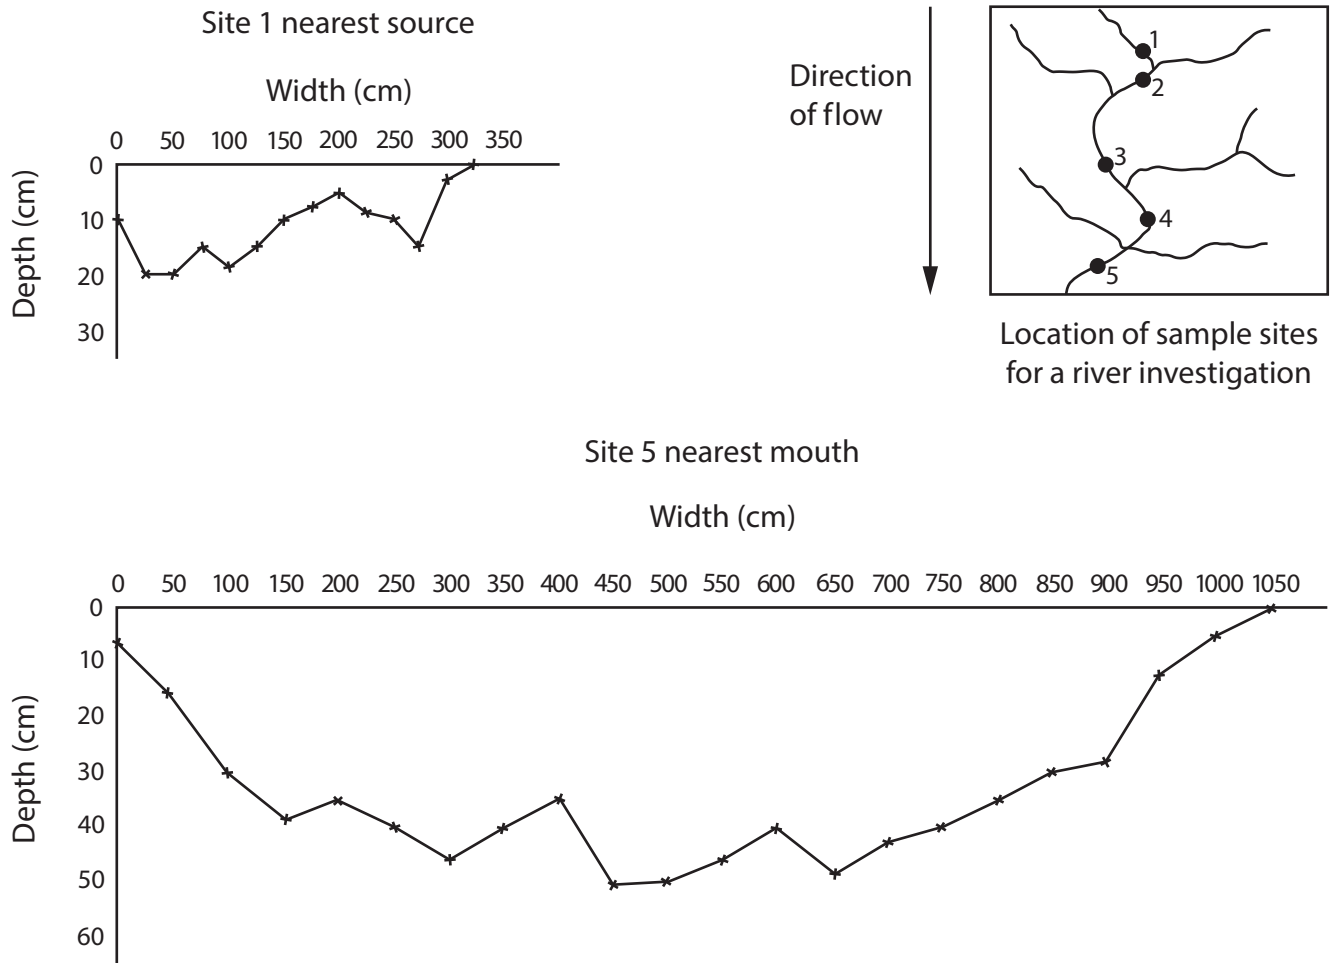 Site 1 nearest source
Width (cm)
0 50 100 150 200 250 300 350
Depth (cm)
0
10
20
30
Direction
of flow
1
2
3
4
5
Location of sample sites
for a river investigation
Site 5 nearest mouth
Width (cm)
0 50 100 150 200 250 300 350 400 450 500 550 600 650 700 750 800 850 900 950 1000 1050
Depth (cm)
0
10
20
30
40
50
60